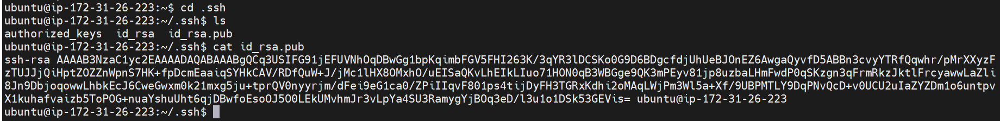 ubuntu@ip-172-31-26-223:~$ cd .ssh
ubuntu@ip-172-31-26-223:~/.ssh$ ls
authorized_keys  id_rsa  id_rsa.pub
ubuntu@ip-172-31-26-223:~/.ssh$ cat id_rsa.pub
ssh-rsa AAAAB3NzaC1yc2EAAAADAQABAAABgQCq3USIFG91jEFUVNhOqDBwGg1bpKqimbFGV5FHI263K/3qYR3lDCSKo0G9D6BDgcfdjUhUeBJOnEZ6AwgaQyvfD5ABBn3cvyYTRfQqwhr/pMrXXyzF
zTUJJjQiHptZOZZnWpnS7HK+fpDcmEaaiqSYHkCAV/RDfQuW+J/jMc1lHX8OMxhO/uEISaQKvLhEIkLIuo71HON0qB3WBGge9QK3mPEyv81jp8uzbaLHmFwdP0qSKzgn3qFrmRkzJktlFrcyawwLaZli
8Jn9DbjoqowwLhbkEcJ6CweGwxm0k21mxg5ju+tprQV0nyyrjm/dFei9eG1ca0/ZPiIIqvF801ps4tijDyFH3TGRxKdhi2oMAqLWjPm3Wl5a+Xf/9UBPMTLY9DqPNvQcD+v0UCU2uIaZYZDm1o6untpv
X1kuhafvaizb5ToPOG+nuaYshuUht6qjDBwfoEsoOJ5O0LEkUMvhmJr3vLpYa4SU3RamygYjBOq3eD/l3u1o1DSk53GEVis= ubuntu@ip-172-31-26-223
ubuntu@ip-172-31-26-223:~/.ssh$